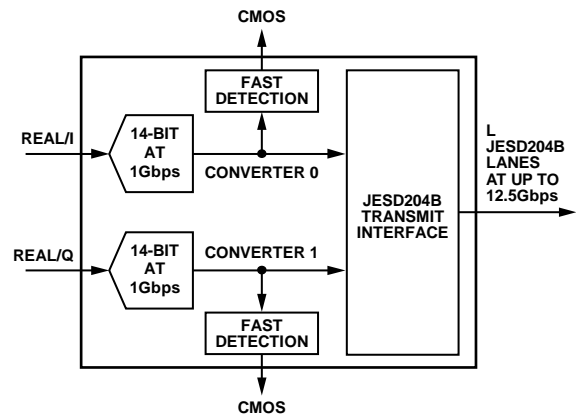 CMOS
FAST
DETECTION
REAL/I
14-BIT
AT
1Gbps
CONVERTER 0
L
JESD204B
LANES
AT UP TO
12.5Gbps
JESD204B
TRANSMIT
INTERFACE
REAL/Q
14-BIT
AT
1Gbps
CONVERTER 1
FAST
DETECTION
CMOS